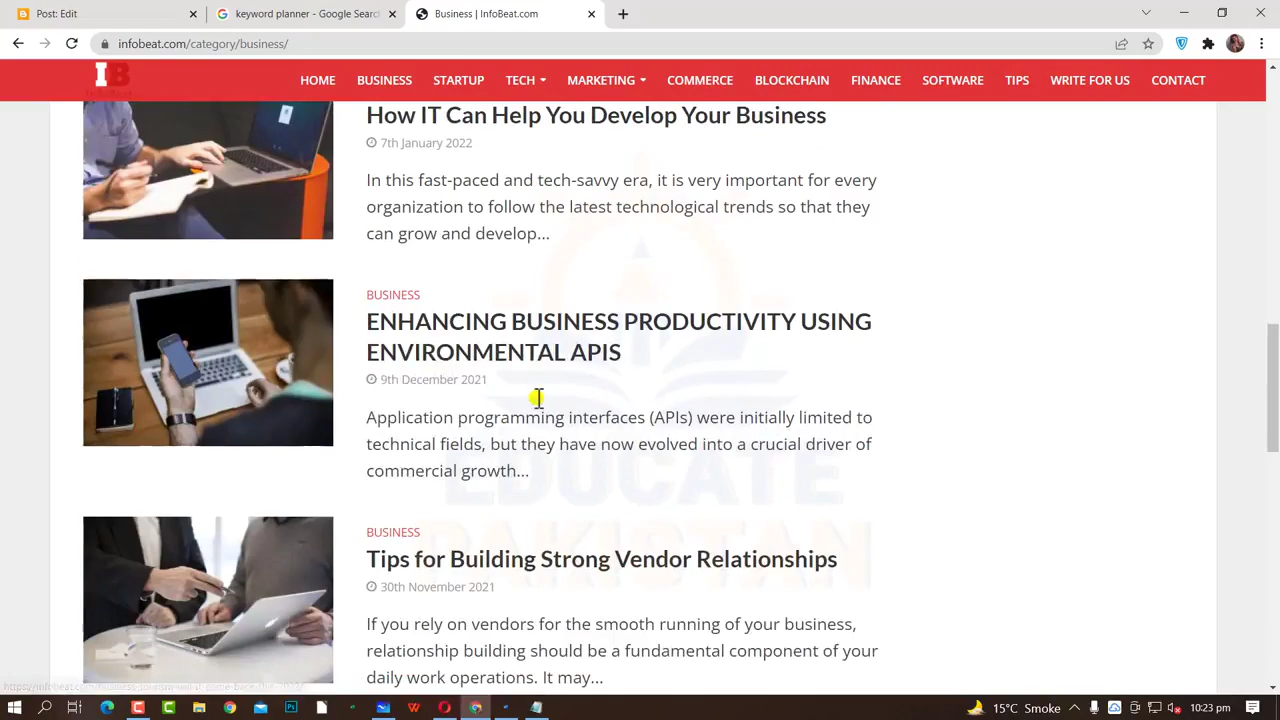 Post: Edit
keyword planner - Google Searc
Business | InfoBeat.com
infobeat.com/category/business/
IB
HOME BUSINESS STARTUP TECH MARKETING COMMERCE BLOCKCHAIN FINANCE SOFTWARE TIPS WRITE FOR US CONTACT
How IT Can Help You Develop Your Business
7th January 2022
In this fast-paced and tech-savvy era, it is very important for every
organization to follow the latest technological trends so that they
can grow and develop...
BUSINESS
ENHANCING BUSINESS PRODUCTIVITY USING
ENVIRONMENTAL APIS
9th December 2021
Application programming interfaces (APIs) were initially limited to
technical fields, but they have now evolved into a crucial driver of
commercial growth...
EDUCATE
PAKISTAN
BUSINESS
Tips for Building Strong Vendor Relationships
30th November 2021
If you rely on vendors for the smooth running of your business,
relationship building should be a fundamental component of your
daily work operations. It may...
15°C Smoke
10:23 pm